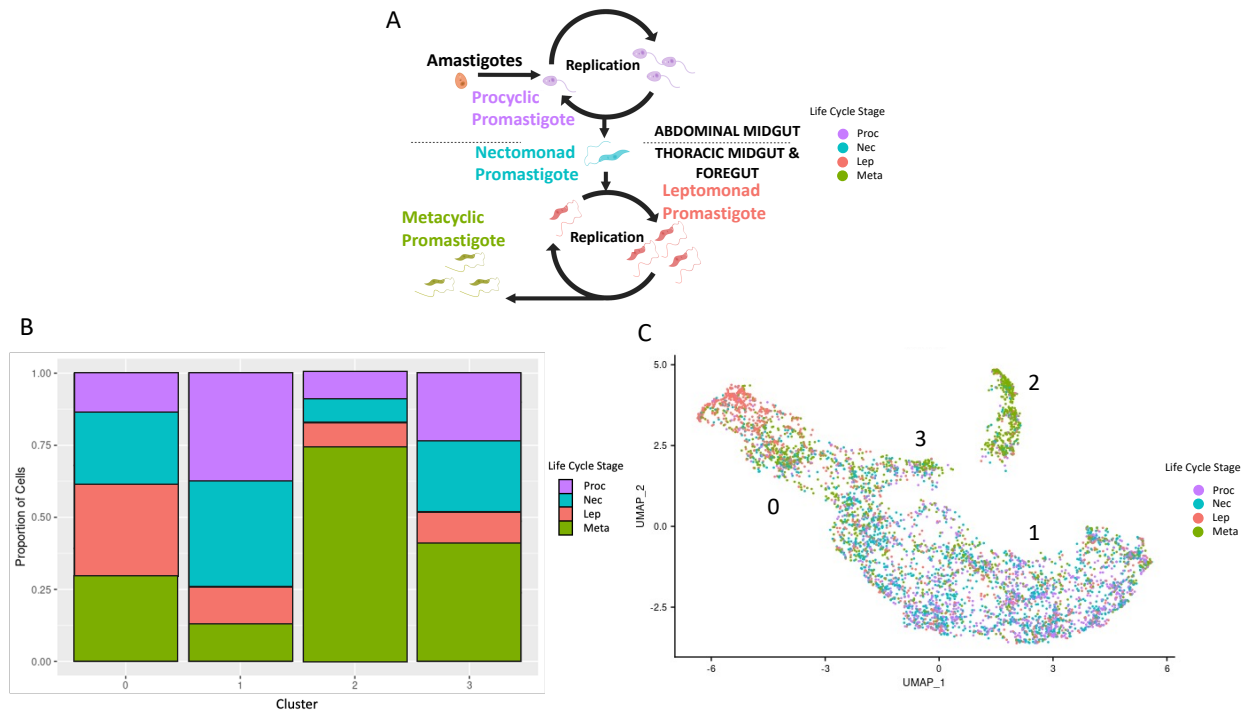 A
Amastigotes
Replication
Procyclic
Promastigote
Life Cycle Stage
Proc
Nec
Lep
Meta
ABDOMINAL MIDGUT
Nectomonad
Promastigote
THORACIC MIDGUT &
FOREGUT
Leptomonad
Promastigote
Metacyclic
Promastigote
Replication
B
1.00
0.75
0.50
0.25
0.00
Proportion of Cells
0 1 2 3
Cluster
Life Cycle Stage
Proc
Nec
Lep
Meta
C
5.0
2.5
0.0
-2.5
UMAP_2
2
3
0
1
-6 -3 0 3 6
UMAP_1
Life Cycle Stage
Proc
Nec
Lep
Meta